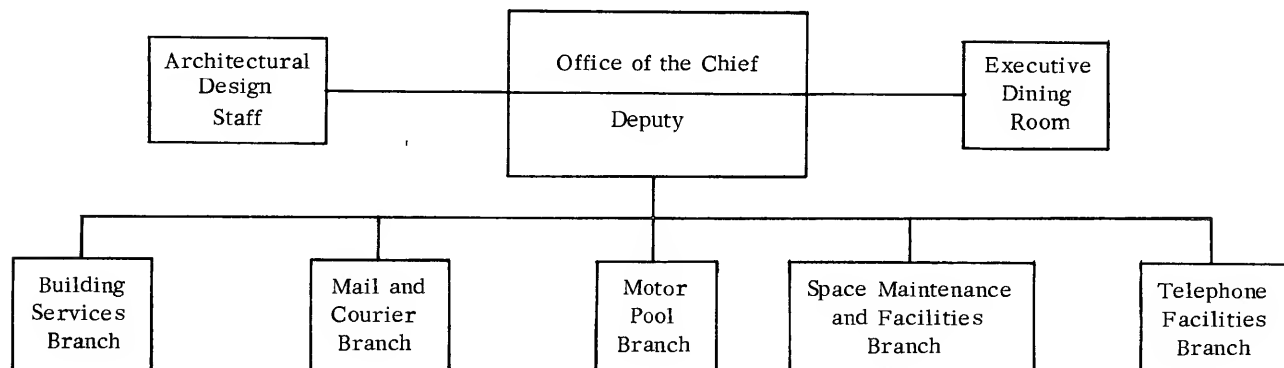 Architectural
Design
Staff
Office of the Chief
Deputy
Executive
Dining
Room
Building
Services
Branch
Mail and
Courier
Branch
Motor
Pool
Branch
Space Maintenance
and Facilities
Branch
Telephone
Facilities
Branch